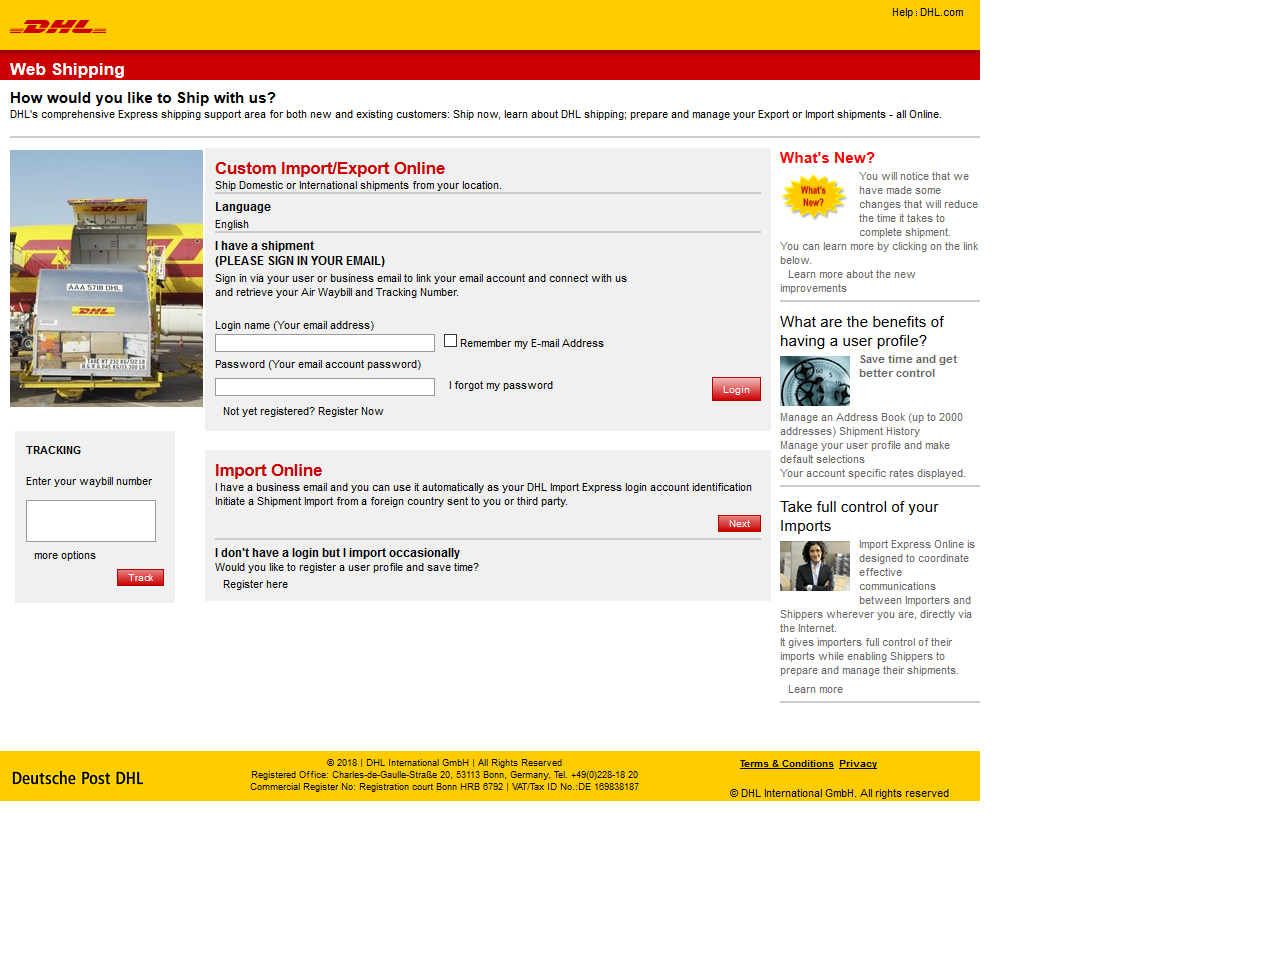 DHL
Help : DHL.com
Web Shipping
How would you like to Ship with us?
DHL's comprehensive Express shipping support area for both new and existing customers: Ship now, learn about DHL shipping; prepare and manage your Export or Import shipments - all Online.
DHL
AAA 5718 DHL
DHL
TARE WT 232 KG/512 LB
M.G.W. 6 045 KG/13,300 LB
TRACKING
Enter your waybill number
more options
Track
Custom Import/Export Online
Ship Domestic or International shipments from your location.
Language
English
I have a shipment
(PLEASE SIGN IN YOUR EMAIL)
Sign in via your user or business email to link your email account and connect with us
and retrieve your Air Waybill and Tracking Number.
Login name (Your email address)
Remember my E-mail Address
Password (Your email account password)
I forgot my password
Login
Not yet registered? Register Now
Import Online
I have a business email and you can use it automatically as your DHL Import Express login account identification
Initiate a Shipment Import from a foreign country sent to you or third party.
Next
I don't have a login but I import occasionally
Would you like to register a user profile and save time?
Register here
What's New?
What's
New?
You will notice that we
have made some
changes that will reduce
the time it takes to
complete shipment.
You can learn more by clicking on the link
below.
Learn more about the new
improvements
What are the benefits of
having a user profile?
Save time and get
better control
Manage an Address Book (up to 2000
addresses) Shipment History
Manage your user profile and make
default selections
Your account specific rates displayed.
Take full control of your
Imports
Import Express Online is
designed to coordinate
effective
communications
between Importers and
Shippers wherever you are, directly via
the Internet.
It gives importers full control of their
imports while enabling Shippers to
prepare and manage their shipments.
Learn more
Deutsche Post DHL
© 2018 | DHL International GmbH | All Rights Reserved
Registered Office: Charles-de-Gaulle-Straße 20, 53113 Bonn, Germany, Tel. +49(0)228-18 20
Commercial Register No: Registration court Bonn HRB 6792 | VAT/Tax ID No.:DE 169838187
Terms & Conditions Privacy
© DHL International GmbH. All rights reserved